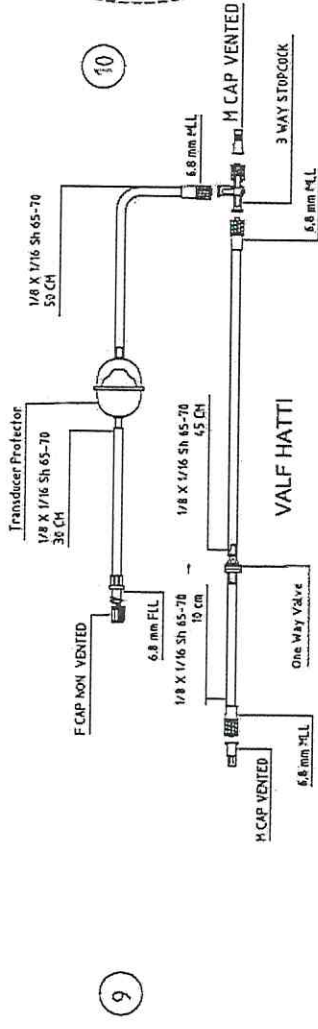 9
10
Transducer Protector
1/8 X 1/16 Sh 65-70
30 CM
1/8 X 1/16 Sh 65-70
50 CM
6,8 mm MLL
M CAP VENTED
3 WAY STOPCOCK
6,8 mm MLL
F CAP NON VENTED
6,8 mm FLL
1/8 X 1/16 Sh 65-70
10 cm
1/8 X 1/16 Sh 65-70
45 CM
VALF HATTI
One Way Valve
M CAP VENTED
6,8 mm MLL